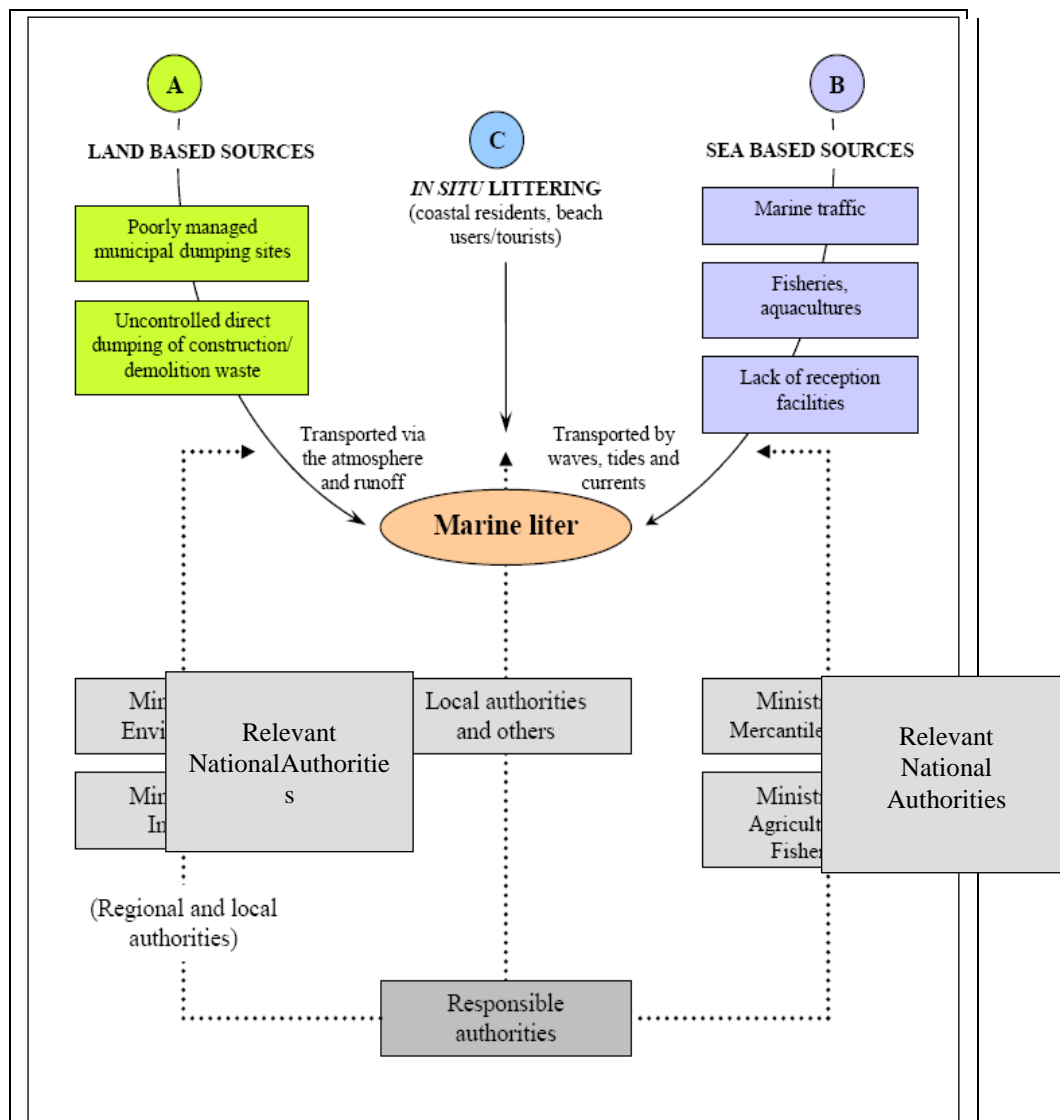 A
LAND BASED SOURCES
Poorly managed
municipal dumping sites
Uncontrolled direct
dumping of construction/
demolition waste
Transported via
the atmosphere
and runoff
C
IN SITU LITTERING
(coastal residents, beach
users/tourists)
B
SEA BASED SOURCES
Marine traffic
Fisheries,
aquacultures
Lack of reception
facilities
Transported by
waves, tides and
currents
Marine liter
Relevant
NationalAuthoritie
s
(Regional and local
authorities)
Local authorities
and others
Mercantile
Relevant
National
Authorities
Responsible
authorities